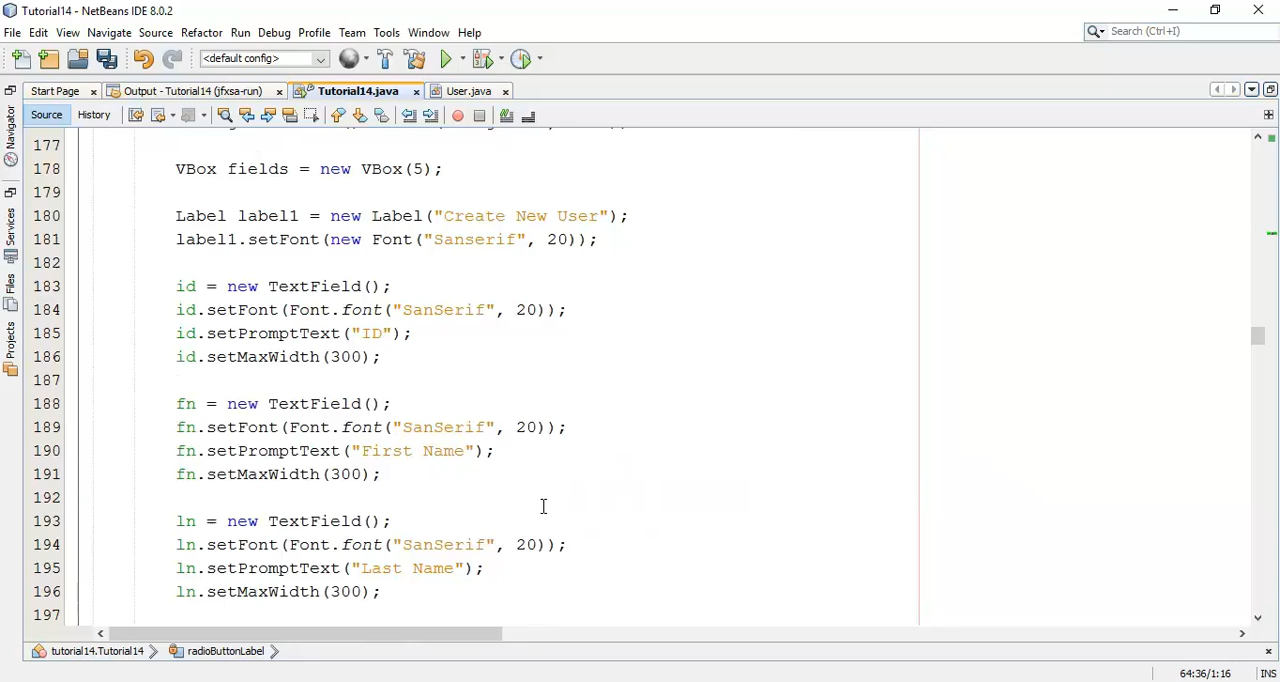 Tutorial14 - NetBeans IDE 8.0.2
File Edit View Navigate Source Refactor Run Debug Profile Team Tools Window Help
Search (Ctrl+I)
<default config>
Start Page Output - Tutorial14 (jfxsa-run) Tutorial14.java User.java
Source History
Navigator
Services
Files
Projects
177
178 VBox fields = new VBox(5);
179
180 Label label1 = new Label("Create New User");
181 label1.setFont(new Font("Sanserif", 20));
182
183 id = new TextField();
184 id.setFont(Font.font("SanSerif", 20));
185 id.setPromptText("ID");
186 id.setMaxWidth(300);
187
188 fn = new TextField();
189 fn.setFont(Font.font("SanSerif", 20));
190 fn.setPromptText("First Name");
191 fn.setMaxWidth(300);
192
193 ln = new TextField();
194 ln.setFont(Font.font("SanSerif", 20));
195 ln.setPromptText("Last Name");
196 ln.setMaxWidth(300);
197
tutorial14.Tutorial14 radioButtonLabel
64:36/1:16 INS